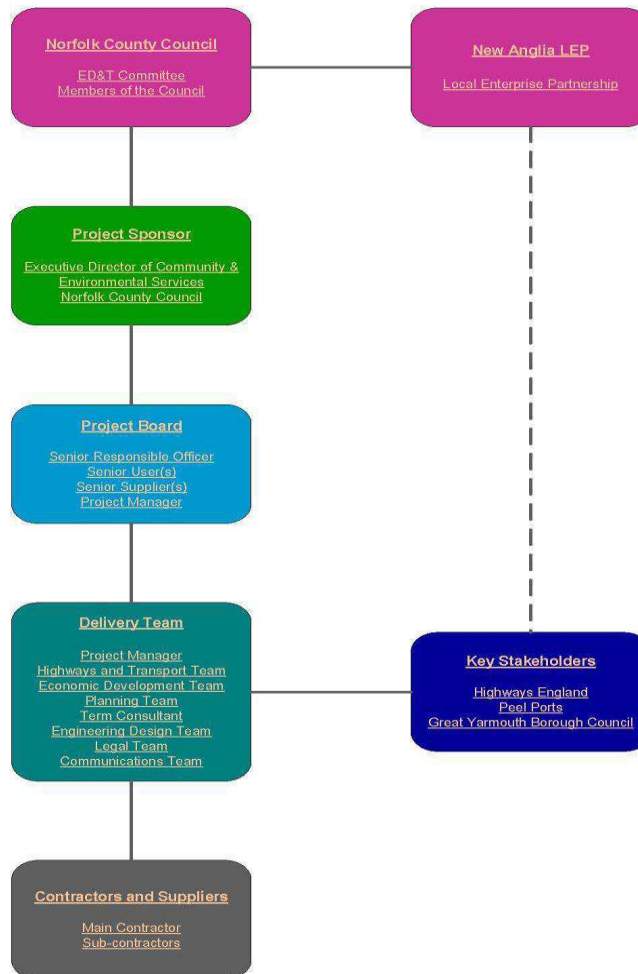 Norfolk County Council
ED&T Committee
Members of the Council
New Anglia LEP
Local Enterprise Partnership
Project Sponsor
Executive Director of Community &
Environmental Services
Norfolk County Council
Project Board
Senior Responsible Officer
Senior User(s)
Senior Supplier(s)
Project Manager
Delivery Team
Project Manager
Highways and Transport Team
Economic Development Team
Planning Team
Term Consultant
Engineering Design Team
Legal Team
Communications Team
Key Stakeholders
Highways England
Peel Ports
Great Yarmouth Borough Council
Contractors and Suppliers
Main Contractor
Sub-contractors